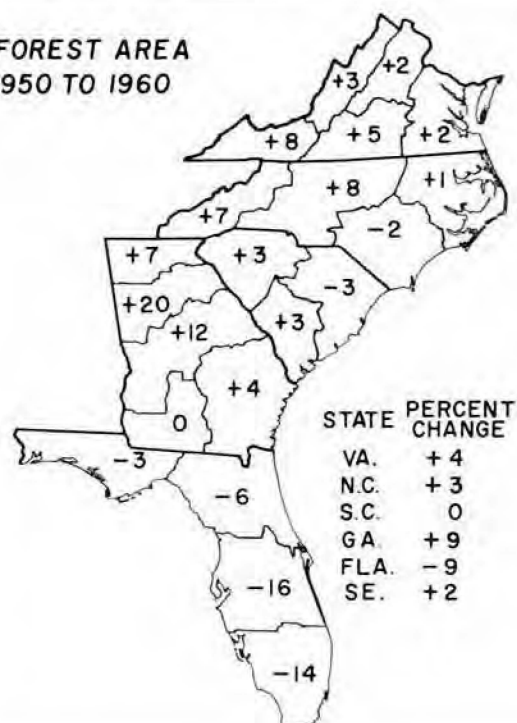 FOREST AREA
950 TO 1960
+2
+3
+5
+2
+8
+8
+1
+7
-2
+7
+3
-3
+20
+3
+12
+4
0
-3
-6
-16
-14
STATE PERCENT CHANGE
VA. +4
N.C. +3
S.C. 0
GA. +9
FLA. -9
SE. +2